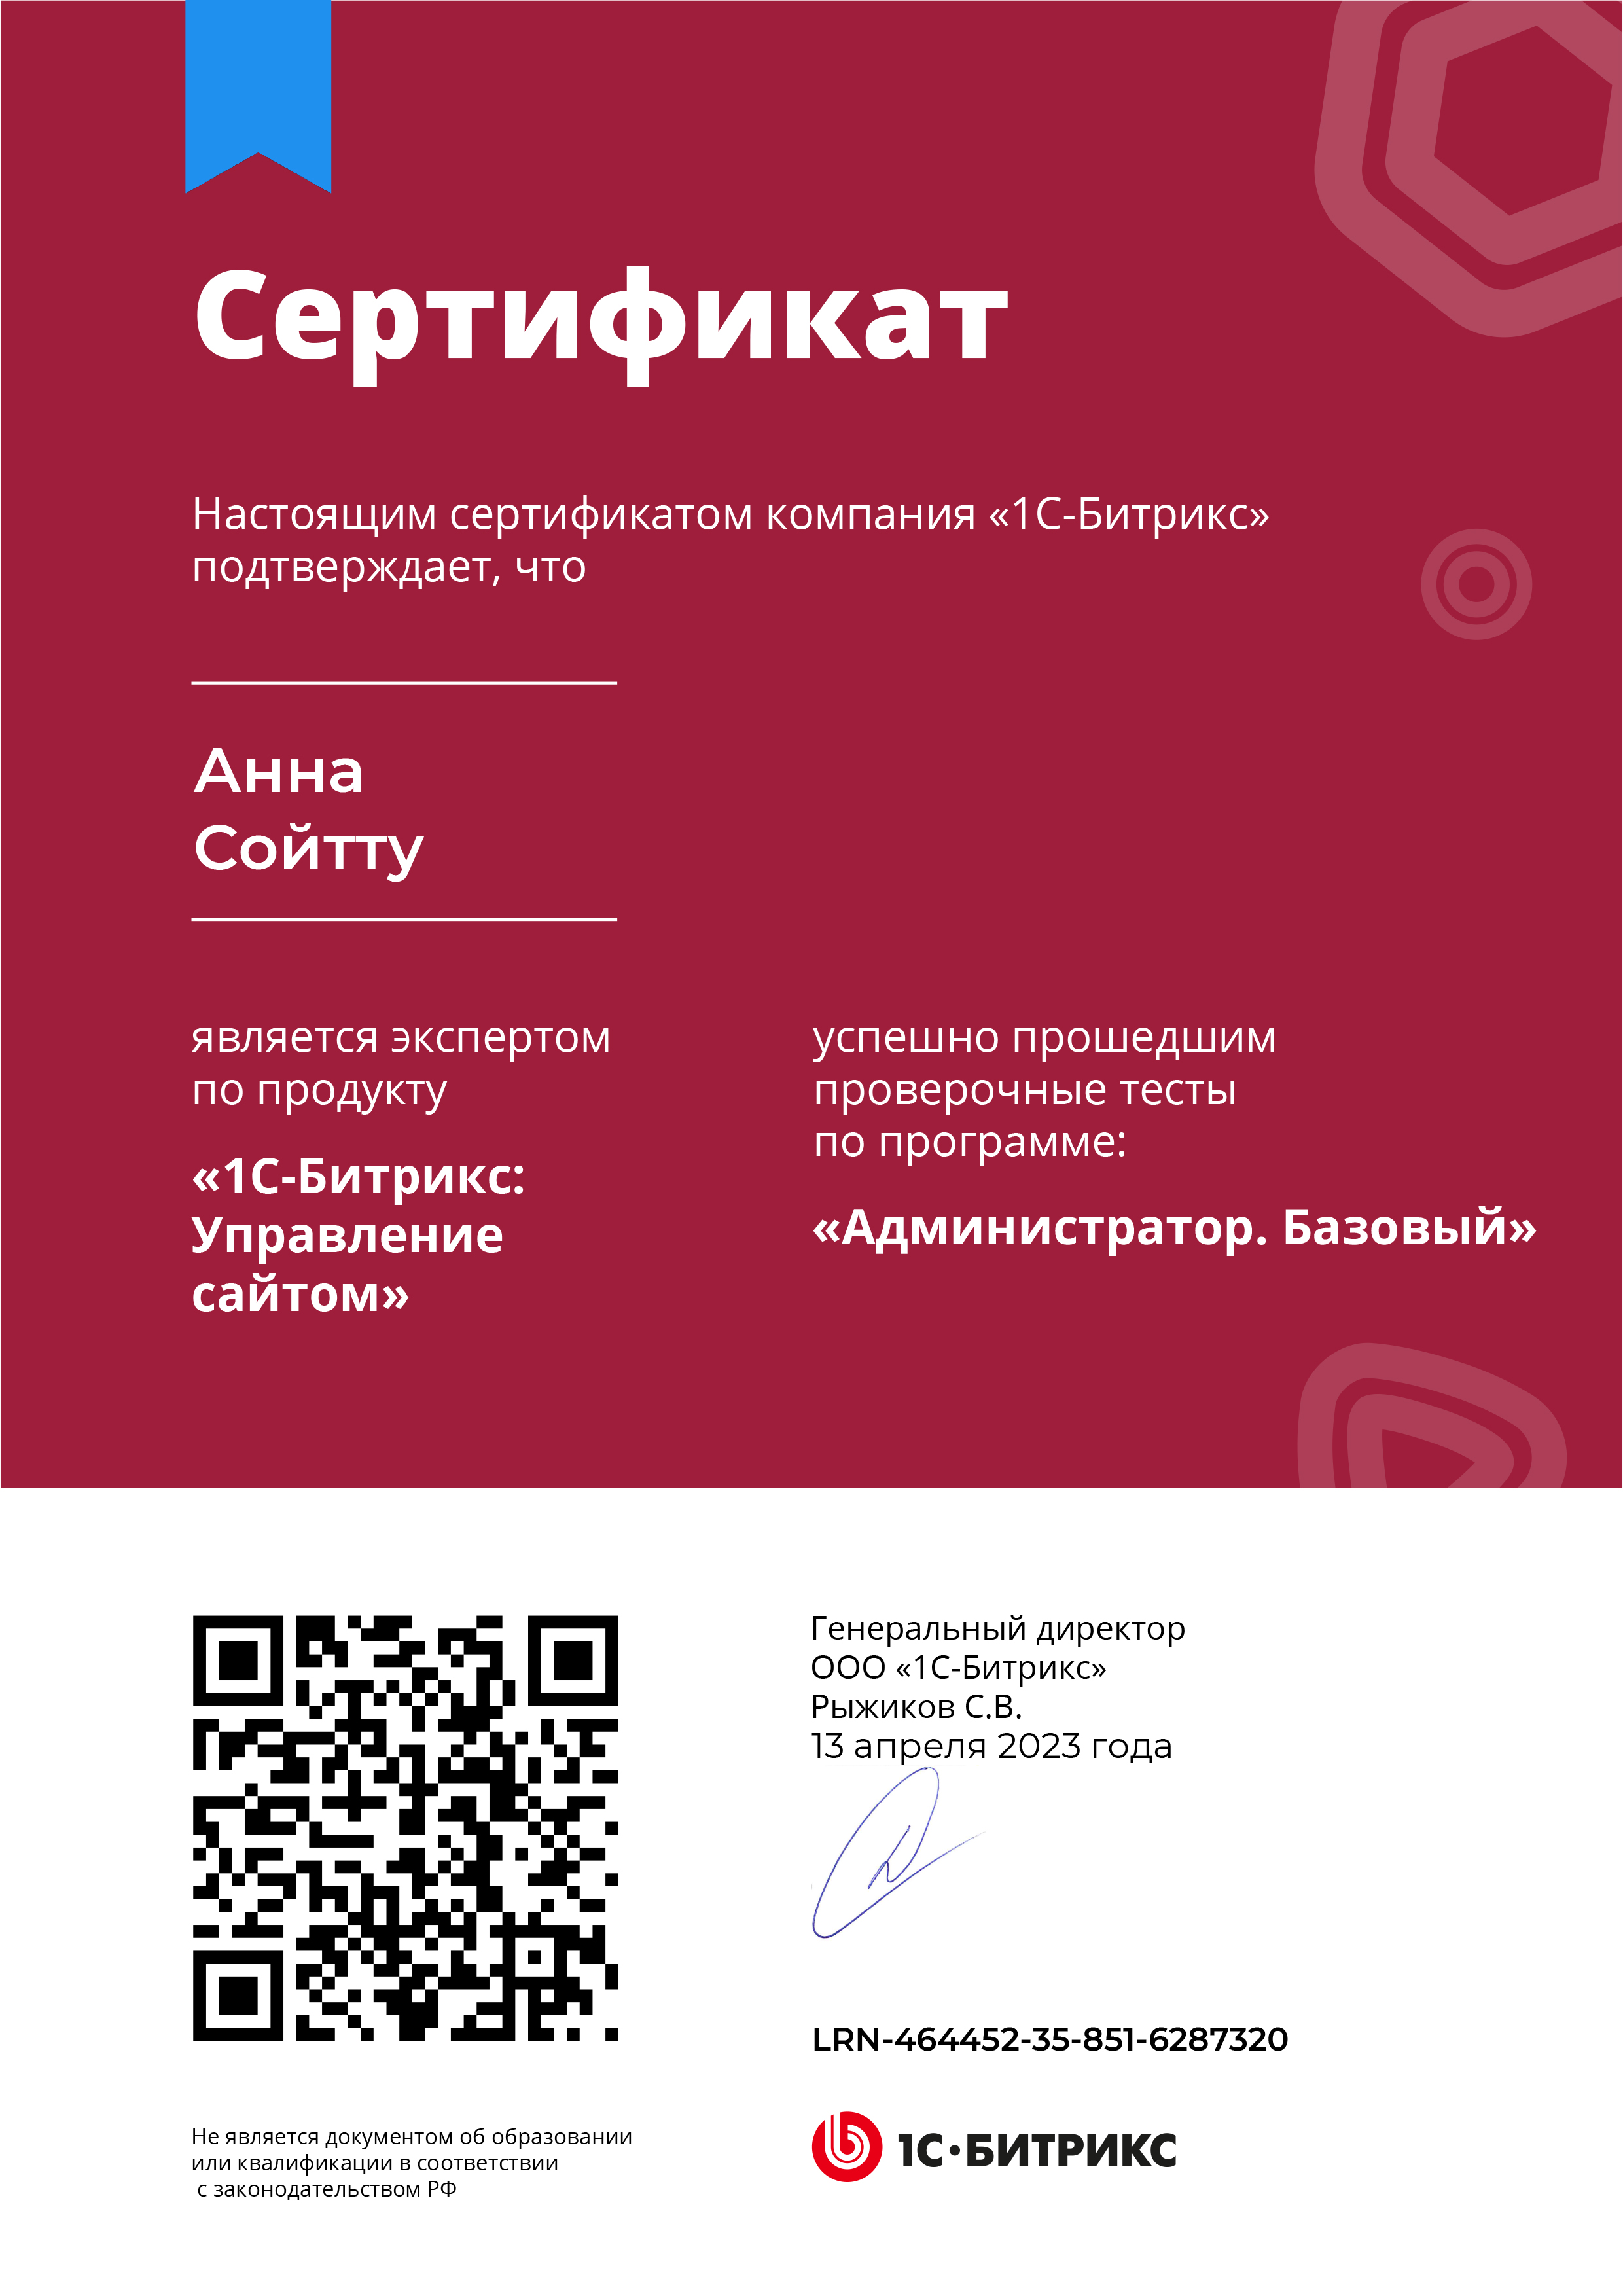 Сертификат
Настоящим сертификатом компания «1С-Битрикс»
подтверждает, что
Анна
Сойтту
является экспертом
по продукту
«1С-Битрикс:
Управление
сайтом»
успешно прошедшим
проверочные тесты
по программе:
«Администратор. Базовый»
Генеральный директор
ООО «1С-Битрикс»
Рыжиков С.В.
13 апреля 2023 года
LRN-464452-35-851-6287320
Не является документом об образовании
или квалификации в соответствии
с законодательством РФ
1С·БИТРИКС